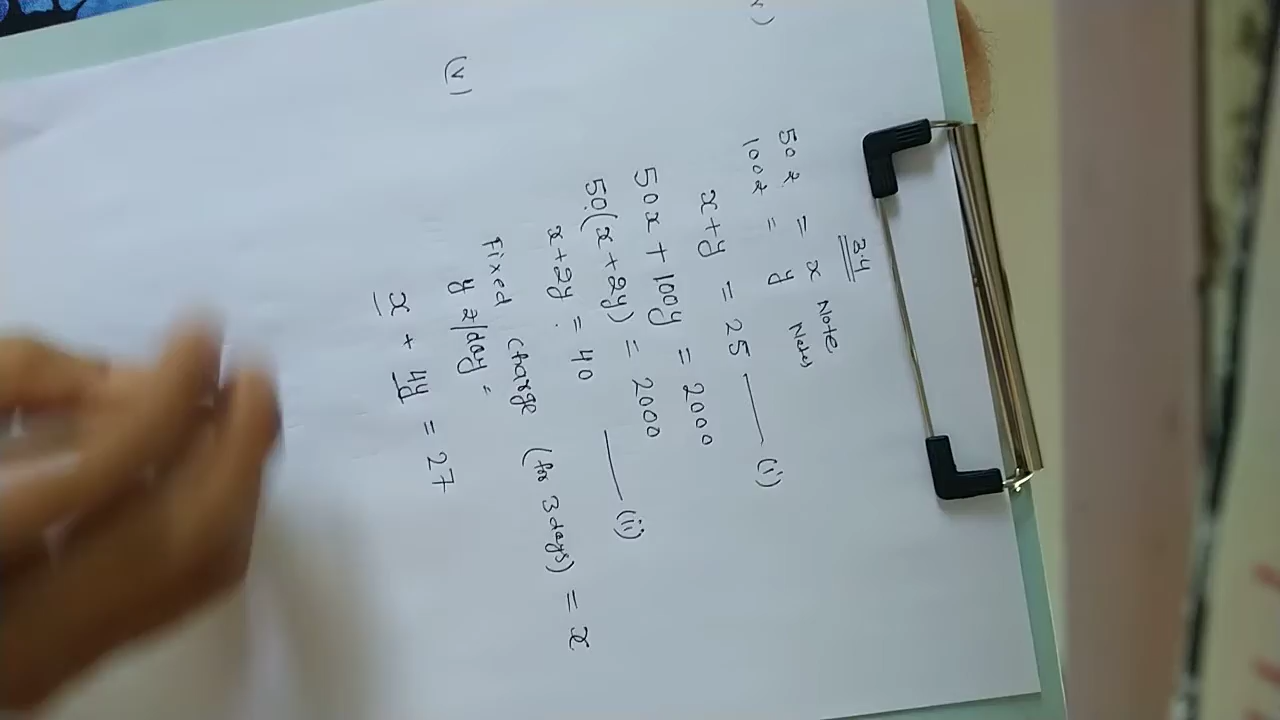 3.4
50 ₹ = x Note
100 ₹ = y Notes
x+y = 25 —— (i)
50x + 100y = 2000
50(x+2y) = 2000
x+2y = 40 —— (ii)
(v) Fixed charge (for 3 days) = x
y ₹/day =
x + 4y = 27